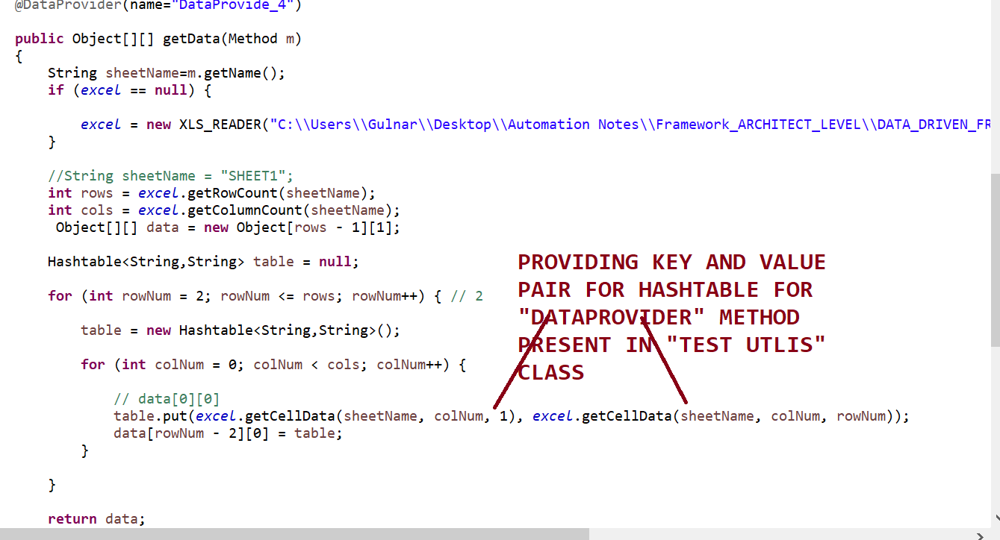 @DataProvider(name="DataProvide_4")
public Object[][] getData(Method m)
{
String sheetName=m.getName();
if (excel == null) {
excel = new XLS_READER("C:\\Users\\Gulnar\\Desktop\\Automation Notes\\Framework_ARCHITECT_LEVEL\\DATA_DRIVEN_FR
}
//String sheetName = "SHEET1";
int rows = excel.getRowCount(sheetName);
int cols = excel.getColumnCount(sheetName);
Object[][] data = new Object[rows - 1][1];
Hashtable<String,String> table = null;
for (int rowNum = 2; rowNum <= rows; rowNum++) { // 2
table = new Hashtable<String,String>();
for (int colNum = 0; colNum < cols; colNum++) {
PROVIDING KEY AND VALUE
PAIR FOR HASHTABLE FOR
"DATAPROVIDER" METHOD
PRESENT IN "TEST UTLIS"
CLASS
// data[0][0]
table.put(excel.getCellData(sheetName, colNum, 1), excel.getCellData(sheetName, colNum, rowNum));
data[rowNum - 2][0] = table;
}
}
return data;